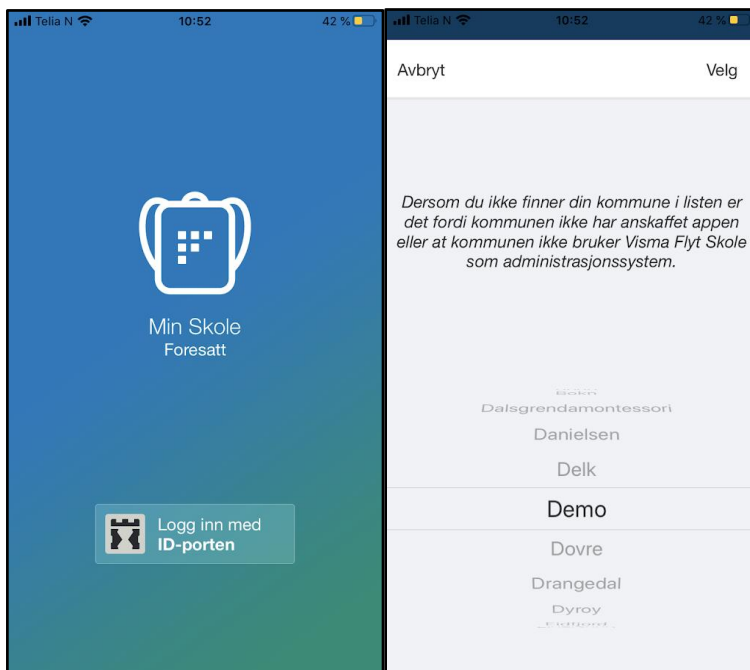 Telia N 10:52 42 %
Min Skole
Foresatt
Logg inn med
ID-porten
Telia N 10:52 42 %
Avbryt Velg
Dersom du ikke finner din kommune i listen er
det fordi kommunen ikke har anskaffet appen
eller at kommunen ikke bruker Visma Flyt Skole
som administrasjonssystem.
Bokn
Dalsgrendamontessori
Danielsen
Delk
Demo
Dovre
Drangedal
Dyroy
Eidfjord